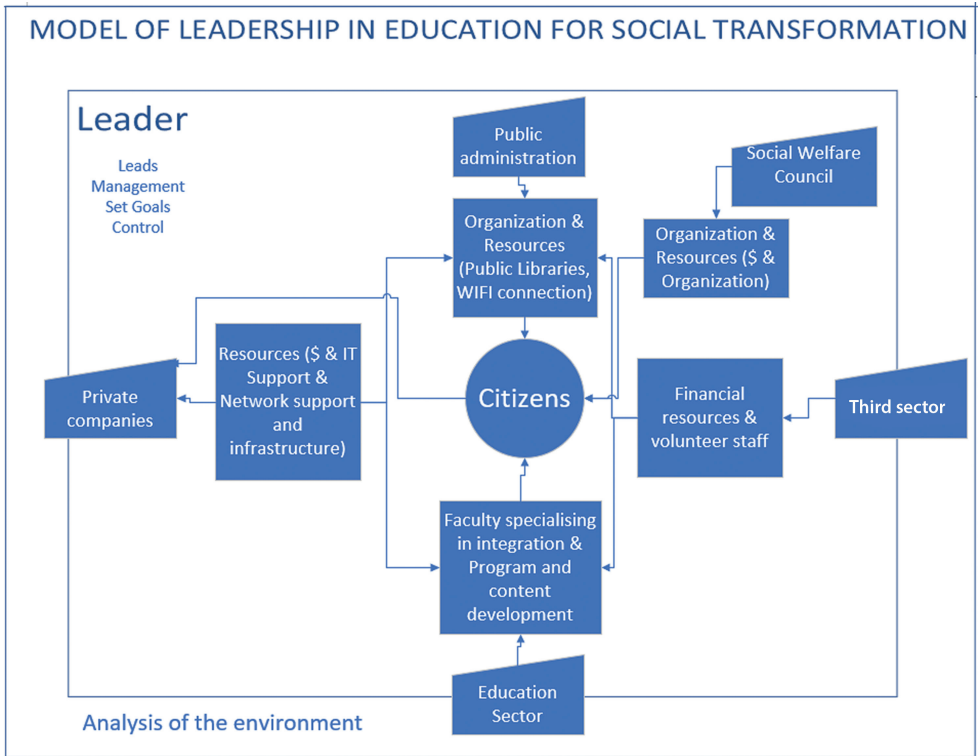 MODEL OF LEADERSHIP IN EDUCATION FOR SOCIAL TRANSFORMATION
Leader
Leads
Management
Set Goals
Control
Public
administration
Social Welfare
Council
Organization &
Resources
(Public Libraries,
WIFI connection)
Organization &
Resources ($ &
Organization)
Private
companies
Resources ($ & IT
Support &
Network support
and
infrastructure)
Citizens
Financial
resources &
volunteer staff
Third sector
Faculty specialising
in integration &
Program and
content
development
Education
Sector
Analysis of the environment